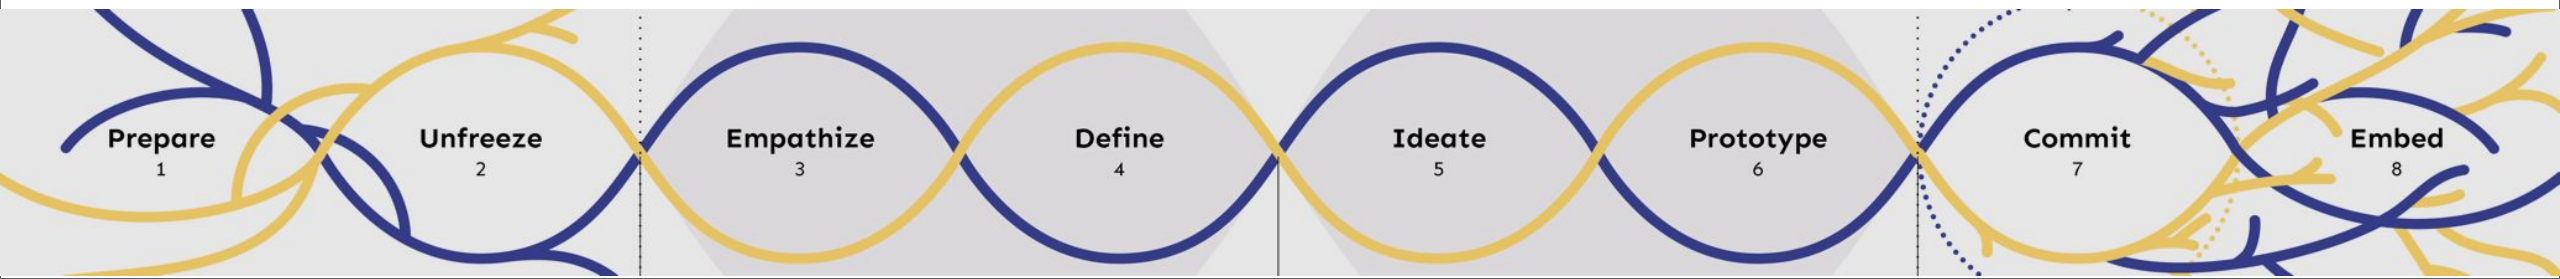 Prepare
1
Unfreeze
2
Empathize
3
Define
4
Ideate
5
Prototype
6
Commit
7
Embed
8